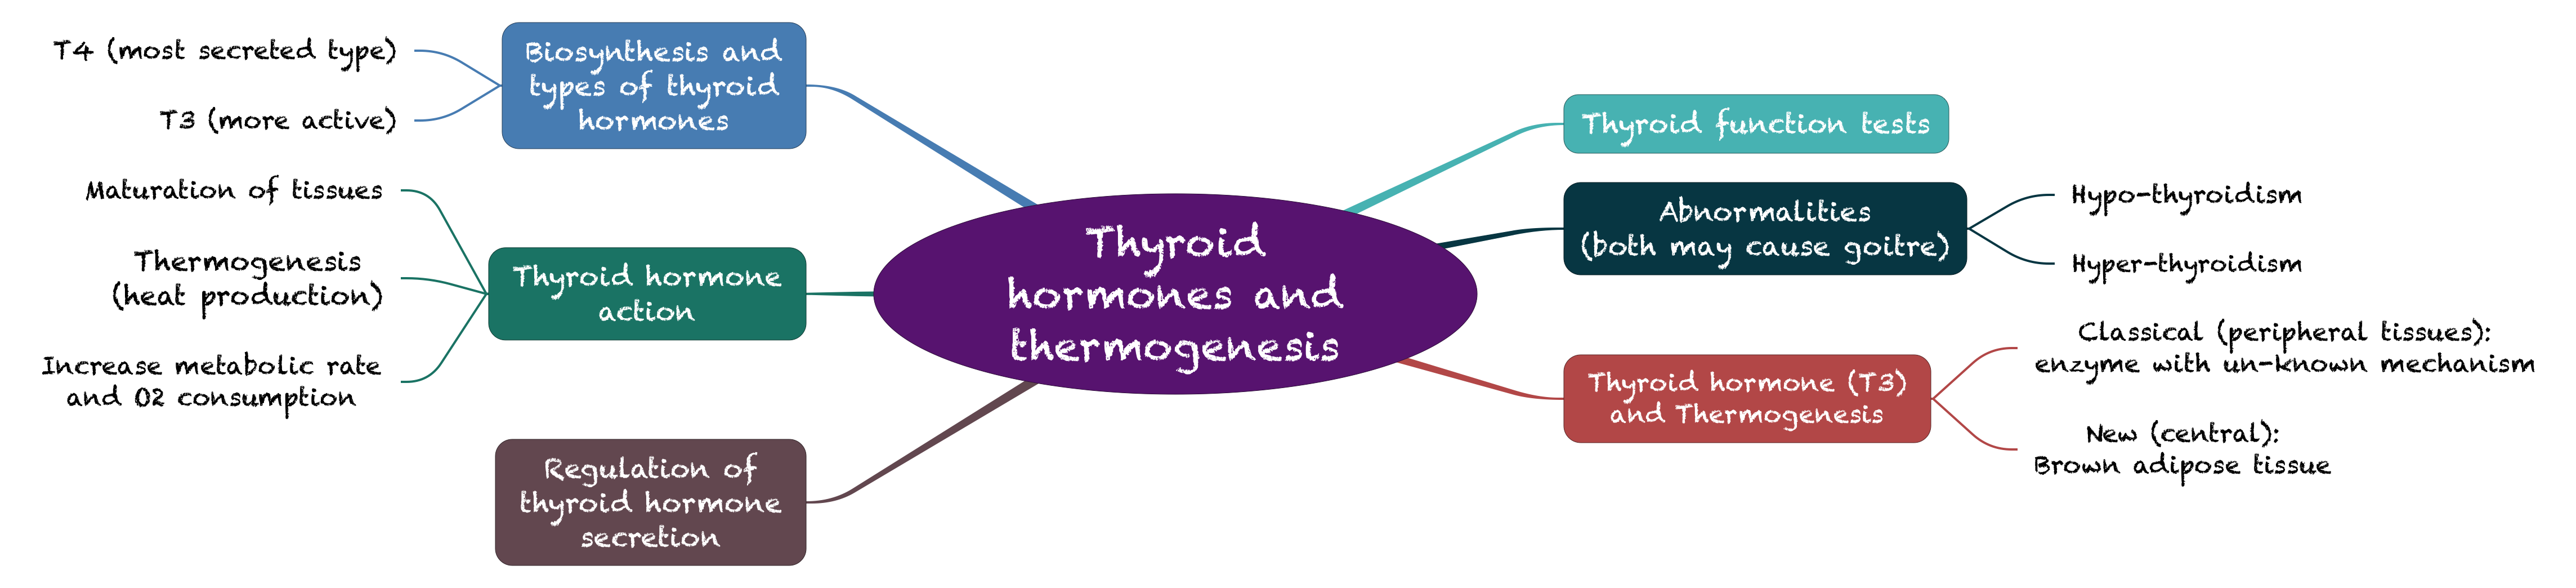 Thyroid
hormones and
thermogenesis
Biosynthesis and
types of thyroid
hormones
T4 (most secreted type)
T3 (more active)
Thyroid hormone
action
Maturation of tissues
Thermogenesis
(heat production)
Increase metabolic rate
and O2 consumption
Regulation of
thyroid hormone
secretion
Thyroid function tests
Abnormalities
(both may cause goitre)
Hypo-thyroidism
Hyper-thyroidism
Thyroid hormone (T3)
and Thermogenesis
Classical (peripheral tissues):
enzyme with un-known mechanism
New (central):
Brown adipose tissue